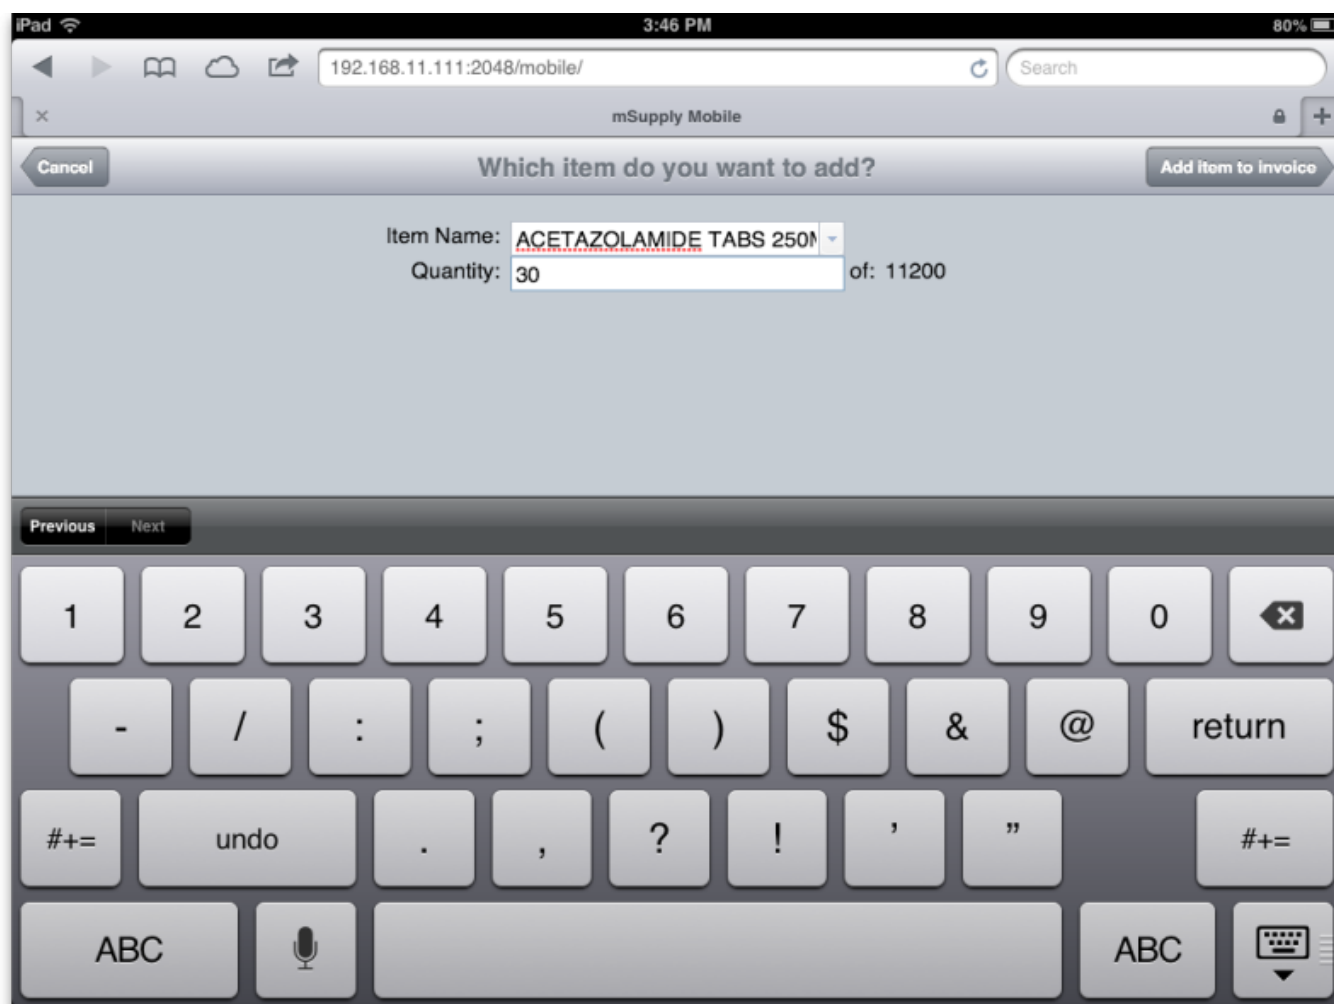 iPad 3:46 PM 80%
192.168.11.111:2048/mobile/ Search
mSupply Mobile
Cancel Which item do you want to add? Add item to invoice
Item Name: ACETAZOLAMIDE TABS 250M
Quantity: 30 of: 11200
Previous Next
1 2 3 4 5 6 7 8 9 0
- / : ; ( ) $ & @ return
#+= undo . , ? ! ' " #+=
ABC ABC